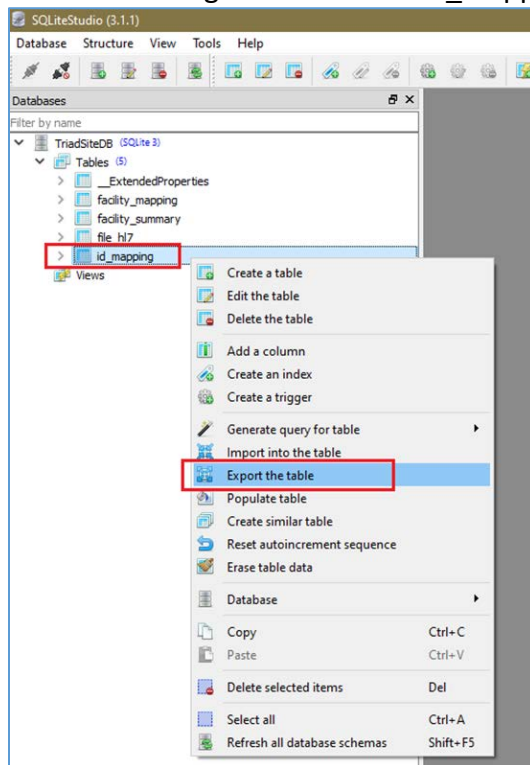 SQLiteStudio (3.1.1)
Database Structure View Tools Help
Databases
Filter by name
TriadSiteDB (SQLite 3)
Tables (5)
__ExtendedProperties
facility_mapping
facility_summary
file_hl7
id_mapping
Views
Create a table
Edit the table
Delete the table
Add a column
Create an index
Create a trigger
Generate query for table
Import into the table
Export the table
Populate table
Create similar table
Reset autoincrement sequence
Erase table data
Database
Copy Ctrl+C
Paste Ctrl+V
Delete selected items Del
Select all Ctrl+A
Refresh all database schemas Shift+F5